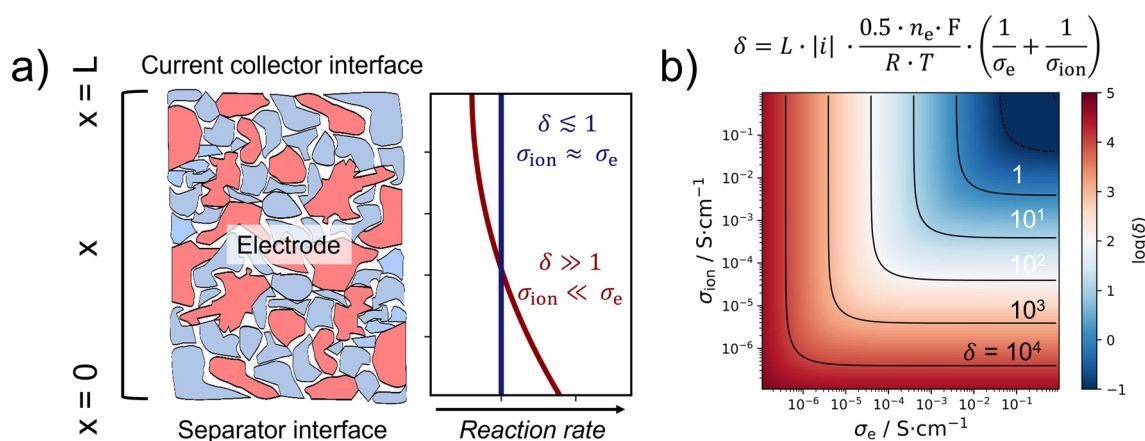 a)
x = L
x
x = 0
Current collector interface
Electrode
Separator interface
δ ≲ 1
σion ≈ σe
δ ≫ 1
σion ≪ σe
Reaction rate
b)
δ = L · |i| · 0.5 · ne · F / R · T · (1/σe + 1/σion)
σion / S·cm⁻¹
10⁻¹
10⁻²
10⁻³
10⁻⁴
10⁻⁵
10⁻⁶
1
10¹
10²
10³
δ = 10⁴
10⁻⁶ 10⁻⁵ 10⁻⁴ 10⁻³ 10⁻² 10⁻¹
σe / S·cm⁻¹
5
4
3
2
1
0
−1
log(δ)